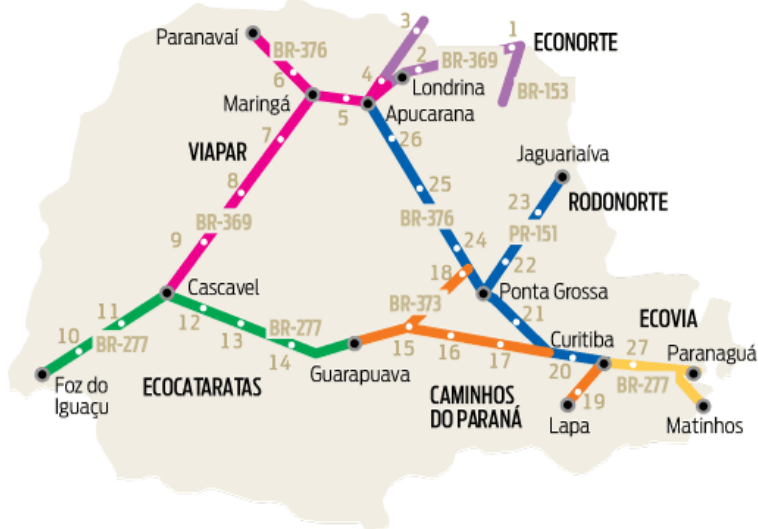 3
1
Paranavaí
BR-376
2
BR-369
ECONORTE
4
6
Londrina
BR-153
Maringá
5
Apucarana
7
26
VIAPAR
Jaguariaíva
8
25
23
RODONORTE
BR-369
BR-376
9
24
PR-151
22
18
Cascavel
Ponta Grossa
11
BR-373
21
ECOVIA
12
10
BR-277
13
BR-277
15
Curitiba
27
Paranaguá
14
16
17
20
BR-277
Foz do
Iguaçu
ECOCATARATAS
Guarapuava
CAMINHOS
DO PARANÁ
19
Lapa
Matinhos